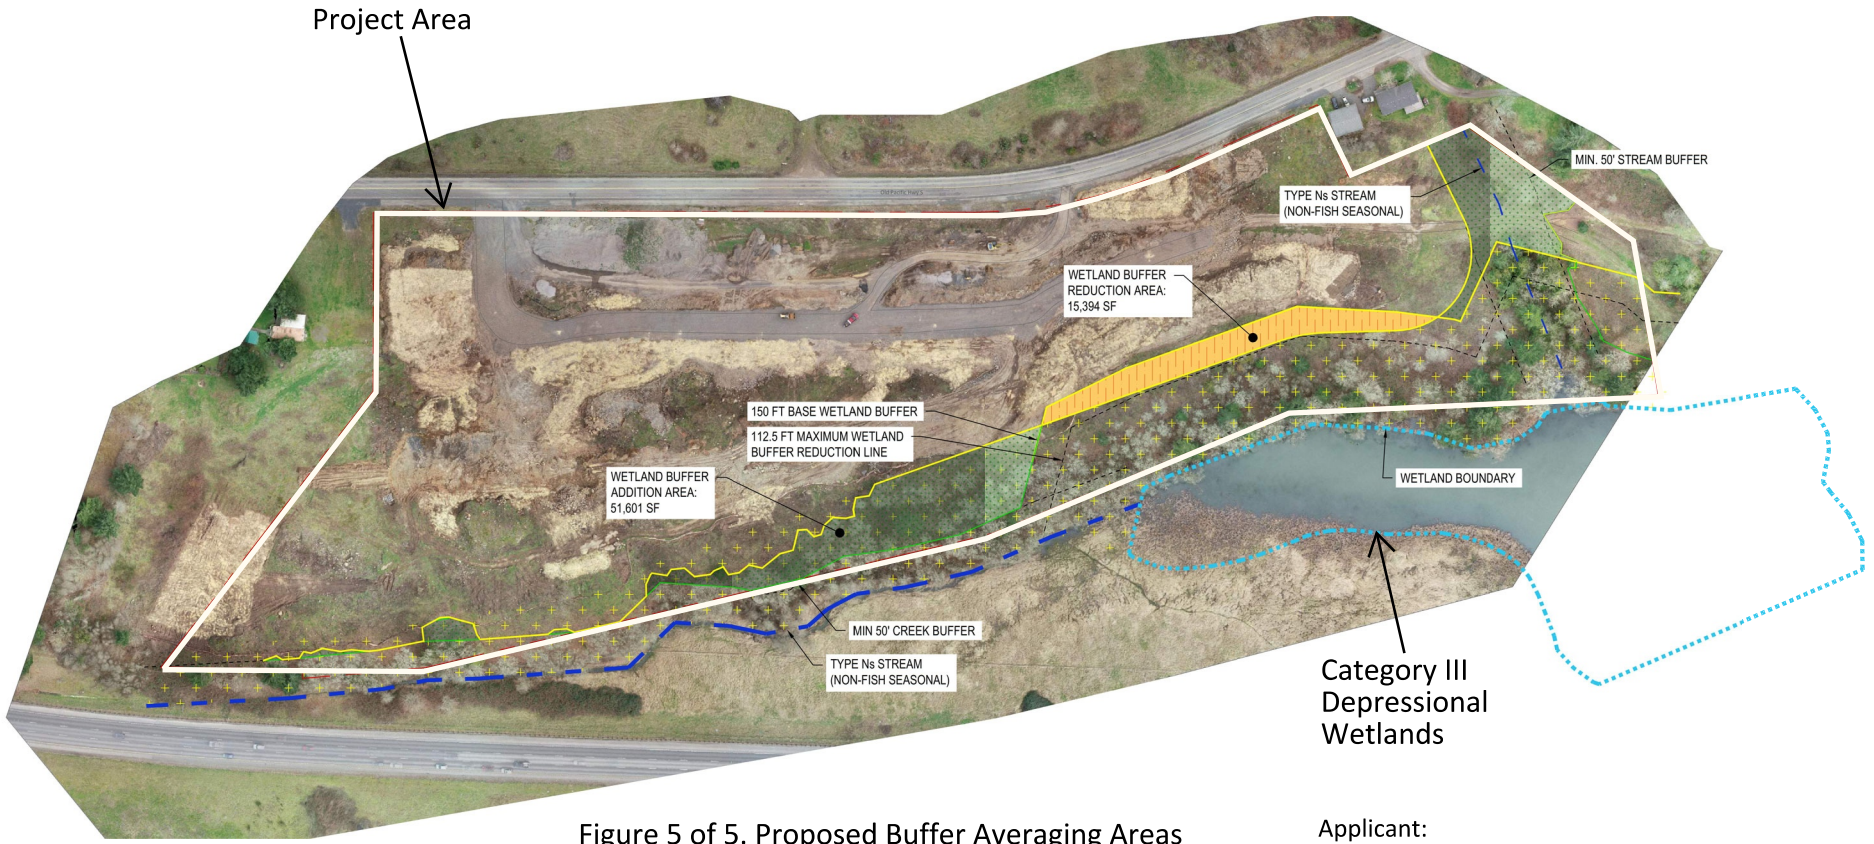 Project Area
MIN. 50' STREAM BUFFER
TYPE Ns STREAM
(NON-FISH SEASONAL)
WETLAND BUFFER
REDUCTION AREA:
15,394 SF
150 FT BASE WETLAND BUFFER
112.5 FT MAXIMUM WETLAND
BUFFER REDUCTION LINE
WETLAND BUFFER
ADDITION AREA:
51,601 SF
WETLAND BOUNDARY
MIN 50' CREEK BUFFER
TYPE Ns STREAM
(NON-FISH SEASONAL)
Category III
Depressional
Wetlands
Figure 5 of 5. Proposed Buffer Averaging Areas
Applicant: